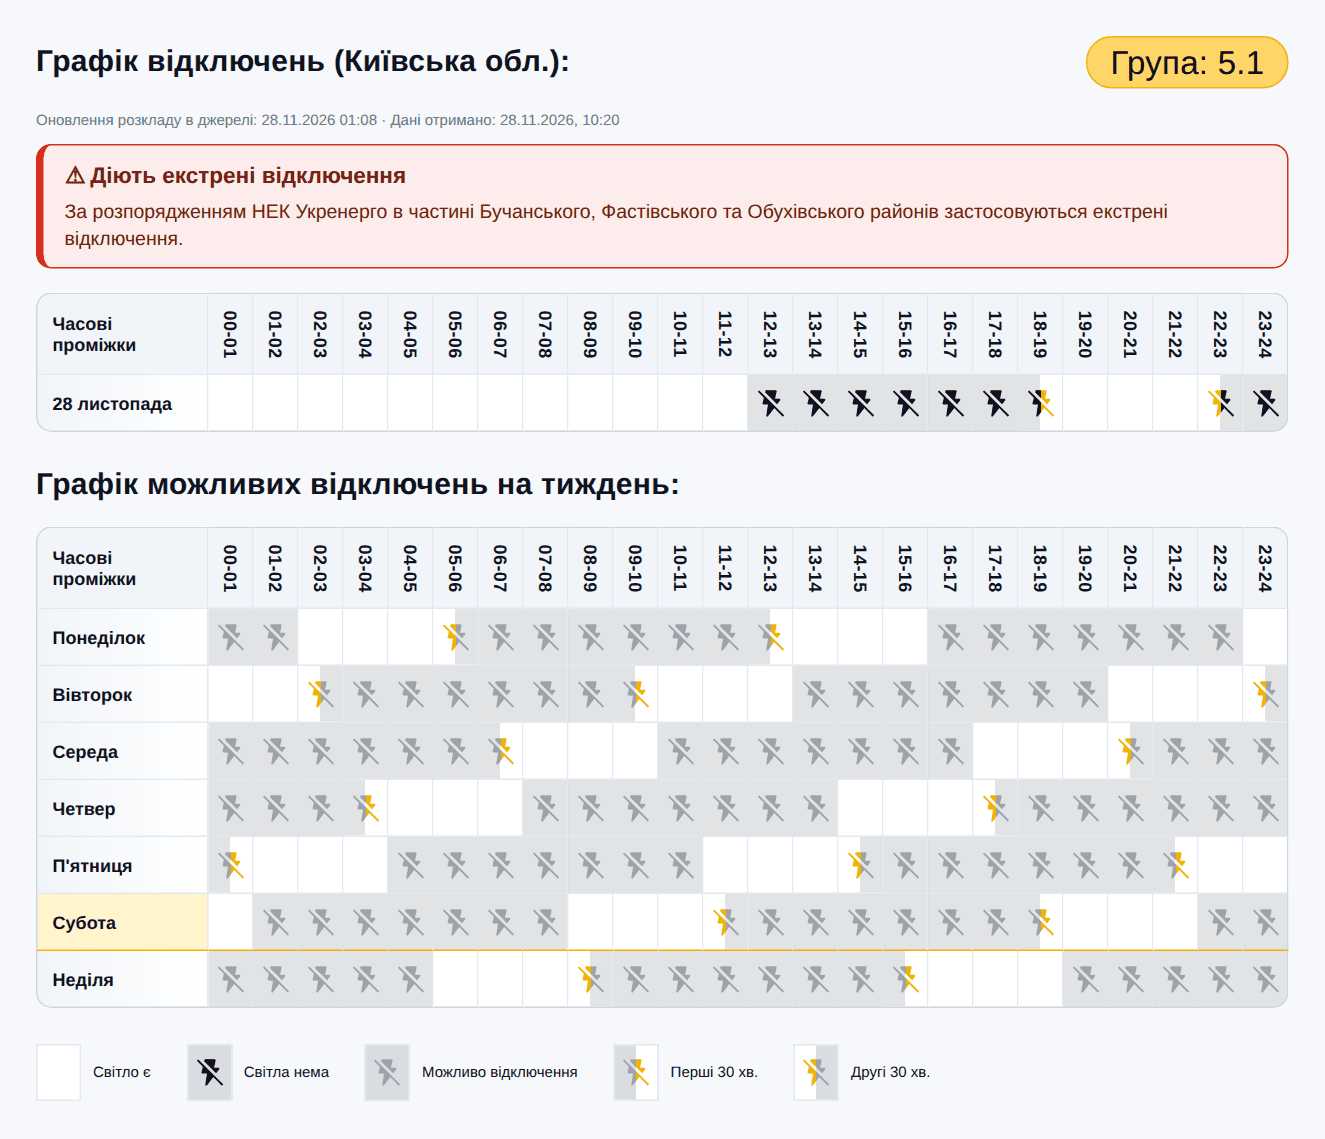 Графік відключень (Київська обл.):
Група: 5.1
Оновлення розкладу в джерелі: 28.11.2026 01:08 · Дані отримано: 28.11.2026, 10:20
⚠ Діють екстрені відключення
За розпорядженням НЕК Укренерго в частині Бучанського, Фастівського та Обухівського районів застосовуються екстрені
відключення.
Часові
проміжки
00-01 01-02 02-03 03-04 04-05 05-06 06-07 07-08 08-09 09-10 10-11 11-12 12-13 13-14 14-15 15-16 16-17 17-18 18-19 19-20 20-21 21-22 22-23 23-24
28 листопада
Графік можливих відключень на тиждень:
Часові
проміжки
00-01 01-02 02-03 03-04 04-05 05-06 06-07 07-08 08-09 09-10 10-11 11-12 12-13 13-14 14-15 15-16 16-17 17-18 18-19 19-20 20-21 21-22 22-23 23-24
Понеділок
Вівторок
Середа
Четвер
П'ятниця
Субота
Неділя
Світло є
Світла нема
Можливо відключення
Перші 30 хв.
Другі 30 хв.